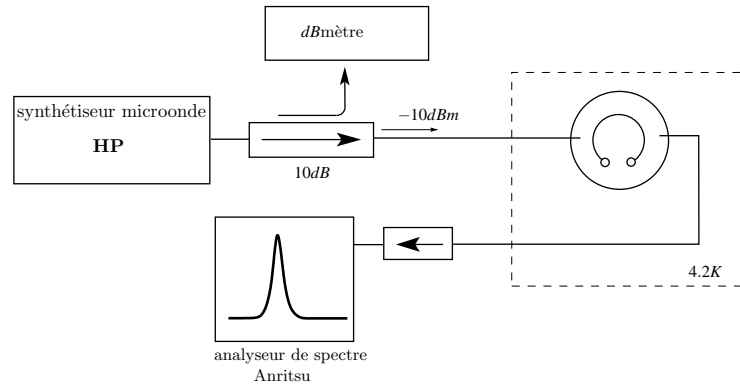 dBmètre
synthétiseur microonde
HP
−10dBm
10dB
4.2K
analyseur de spectre
Anritsu